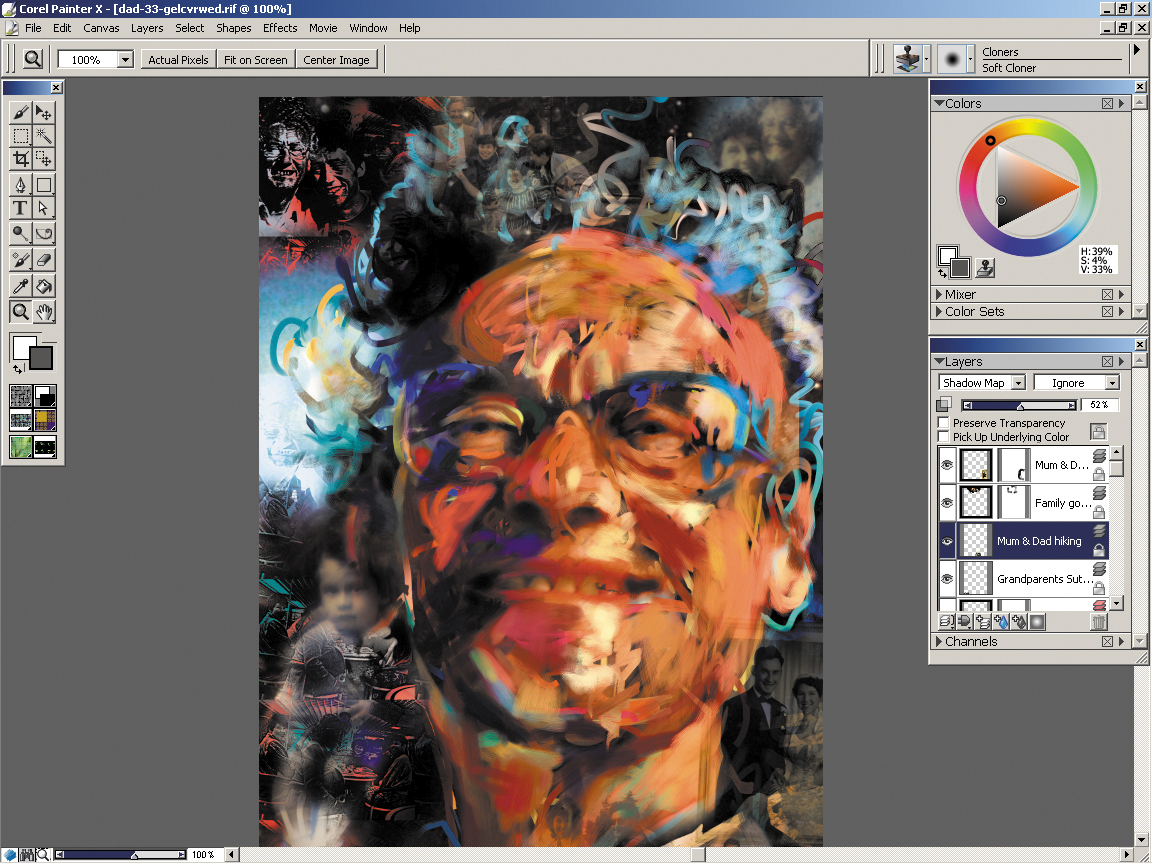 Corel Painter X - [dad-33-gelcvrwed.rif @ 100%]
File Edit Canvas Layers Select Shapes Effects Movie Window Help
100% Actual Pixels Fit on Screen Center Image
Cloners
Soft Cloner
Colors
H:39%
S: 4%
V: 33%
Mixer
Color Sets
Layers
Shadow Map Ignore
52%
Preserve Transparency
Pick Up Underlying Color
Mum & D...
Family go...
Mum & Dad hiking
Grandparents Sut...
Channels
T
100%